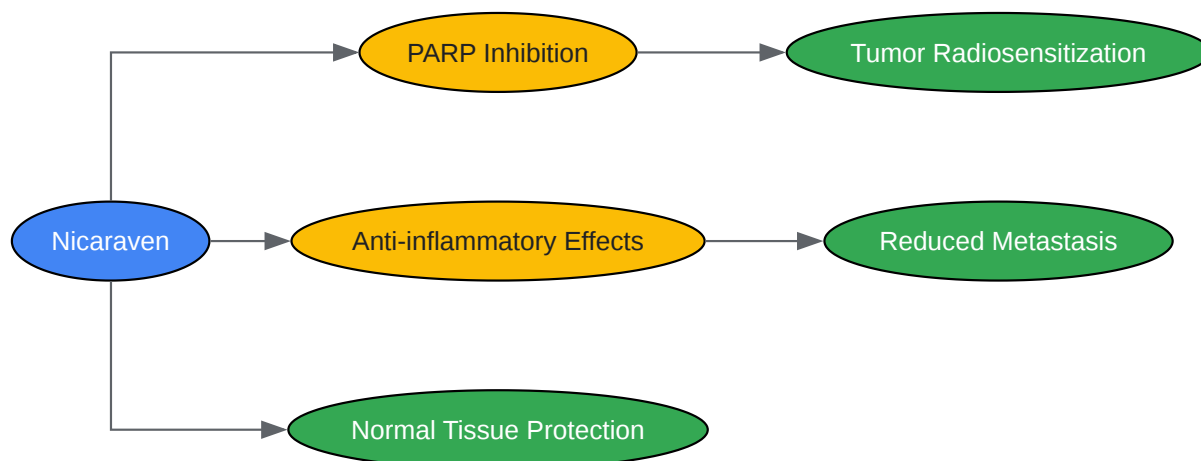 PARP Inhibition
Tumor Radiosensitization
Nicaraven
Anti-inflammatory Effects
Reduced Metastasis
Normal Tissue Protection